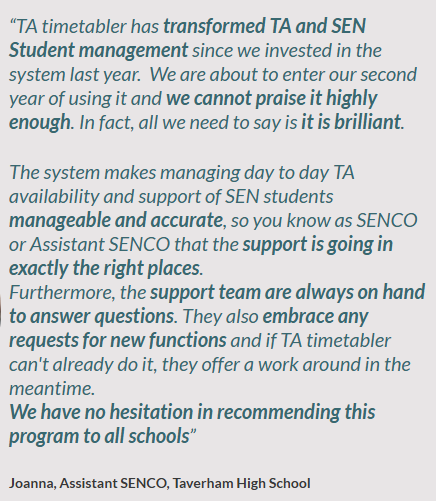 “TA timetabler has transformed TA and SEN
Student management since we invested in the
system last year. We are about to enter our second
year of using it and we cannot praise it highly
enough. In fact, all we need to say is it is brilliant.
The system makes managing day to day TA
availability and support of SEN students
manageable and accurate, so you know as SENCO
or Assistant SENCO that the support is going in
exactly the right places.
Furthermore, the support team are always on hand
to answer questions. They also embrace any
requests for new functions and if TA timetabler
can't already do it, they offer a work around in the
meantime.
We have no hesitation in recommending this
program to all schools”
Joanna, Assistant SENCO, Taverham High School